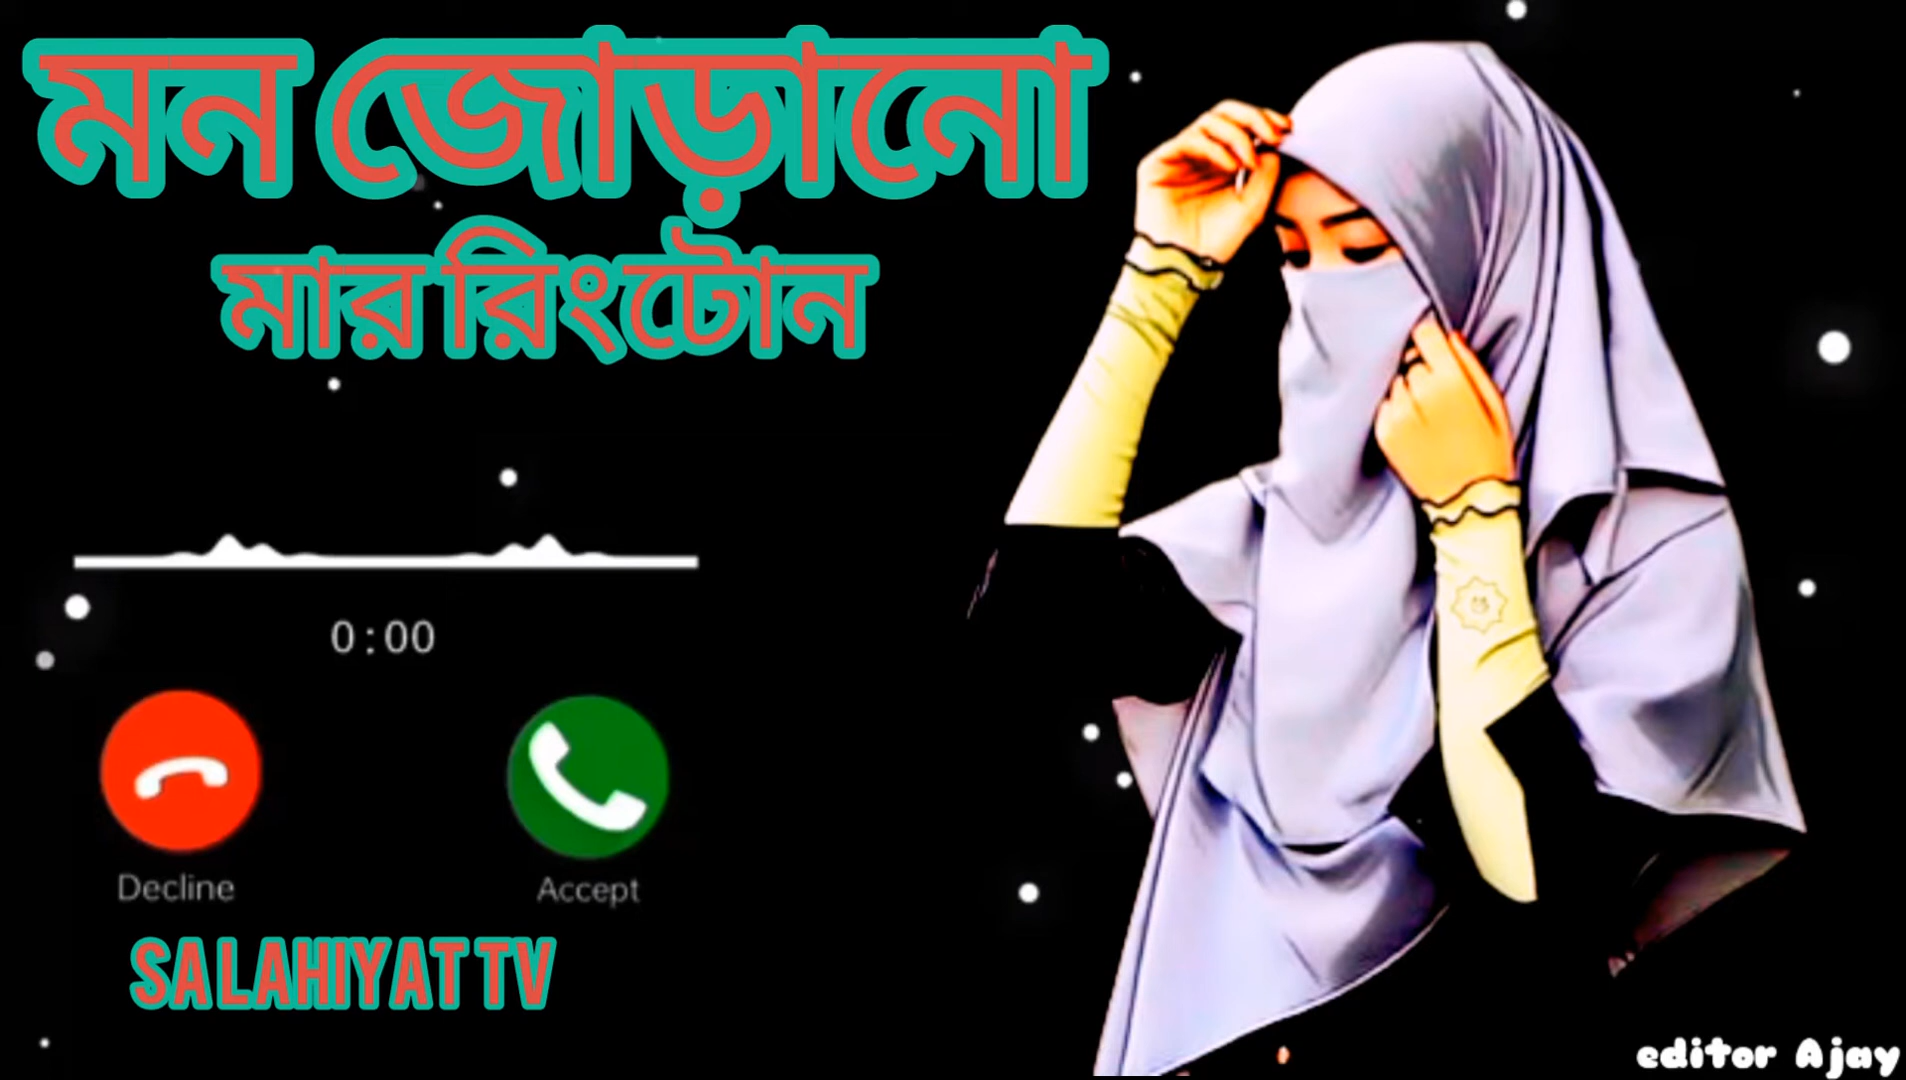 মন জোড়ানো
মার রিংটোন
0:00
Decline
Accept
SALAHIYAT TV
editor Ajay